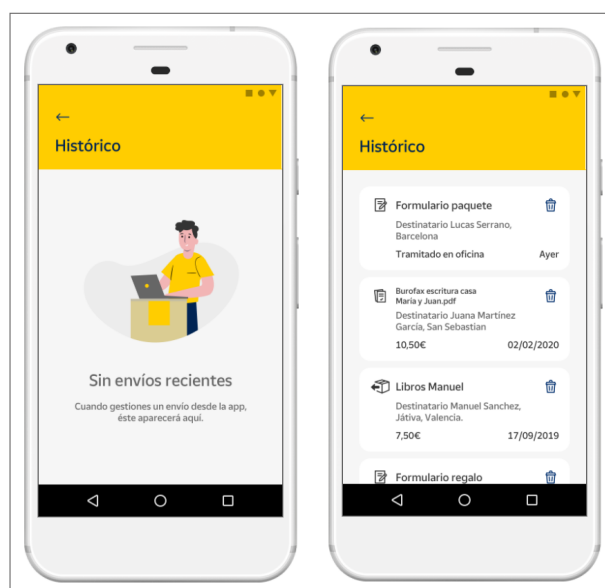 Histórico
Sin envíos recientes
Cuando gestiones un envío desde la app,
éste aparecerá aquí.
Histórico
Formulario paquete
Destinatario Lucas Serrano,
Barcelona
Tramitado en oficina Ayer
Burofax escritura casa
Maria y Juan.pdf
Destinatario Juana Martínez
García, San Sebastian
10,50€ 02/02/2020
Libros Manuel
Destinatario Manuel Sanchez,
Játiva, Valencia.
7,50€ 17/09/2019
Formulario regalo